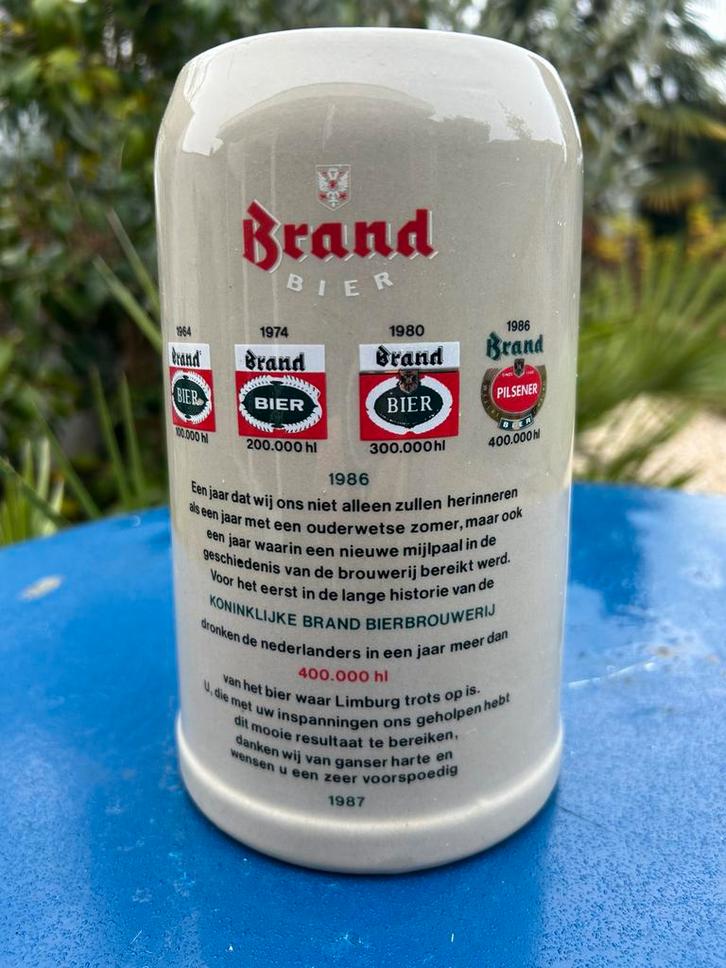 Brand
BIER
1964 1974 1980 1986
Brand Brand Brand Brand
BIER BIER BIER PILSENER
BIER
100.000 hl 200.000 hl 300.000 hl 400.000 hl
1986
Een jaar dat wij ons niet alleen zullen herinneren
als een jaar met een ouderwetse zomer, maar ook
een jaar waarin een nieuwe mijlpaal in de
geschiedenis van de brouwerij bereikt werd.
Voor het eerst in de lange historie van de
KONINKLIJKE BRAND BIERBROUWERIJ
dronken de nederlanders in een jaar meer dan
400.000 hl
van het bier waar Limburg trots op is.
U, die met uw inspanningen ons geholpen hebt
dit mooie resultaat te bereiken,
danken wij van ganser harte en
wensen u een zeer voorspoedig
1987